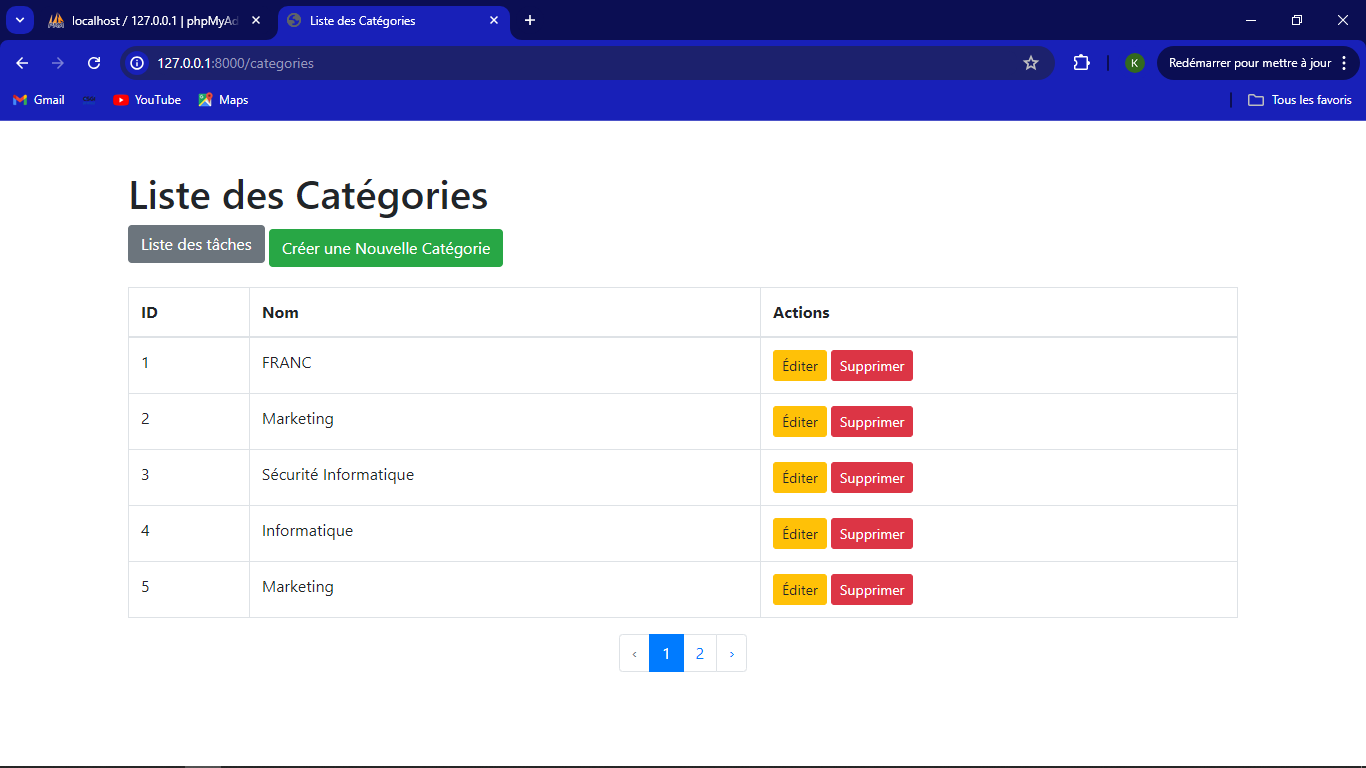 localhost / 127.0.0.1 | phpMyAd
Liste des Catégories
127.0.0.1:8000/categories
K
Redémarrer pour mettre à jour
Gmail
YouTube
Maps
Tous les favoris
Liste des Catégories
Liste des tâches
Créer une Nouvelle Catégorie
ID Nom Actions
1 FRANC Éditer Supprimer
2 Marketing Éditer Supprimer
3 Sécurité Informatique Éditer Supprimer
4 Informatique Éditer Supprimer
5 Marketing Éditer Supprimer
‹ 1 2 ›